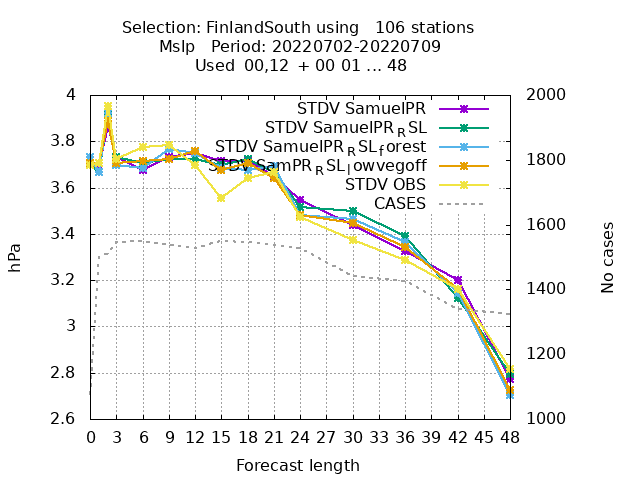 Selection: FinlandSouth using   106 stations
Mslp   Period: 20220702-20220709
Used  00,12  + 00 01 ... 48
4
3.8
3.6
3.4
3.2
3
2.8
2.6
hPa
STDV SamuelPR
STDV SamuelPR_RSL
STDV SamuelPR_RSL_forest
STDV SamPR_RSL_lowvegoff
STDV OBS
CASES
2000
1800
1600
1400
1200
1000
No cases
0 3 6 9 12 15 18 21 24 27 30 33 36 39 42 45 48
Forecast length